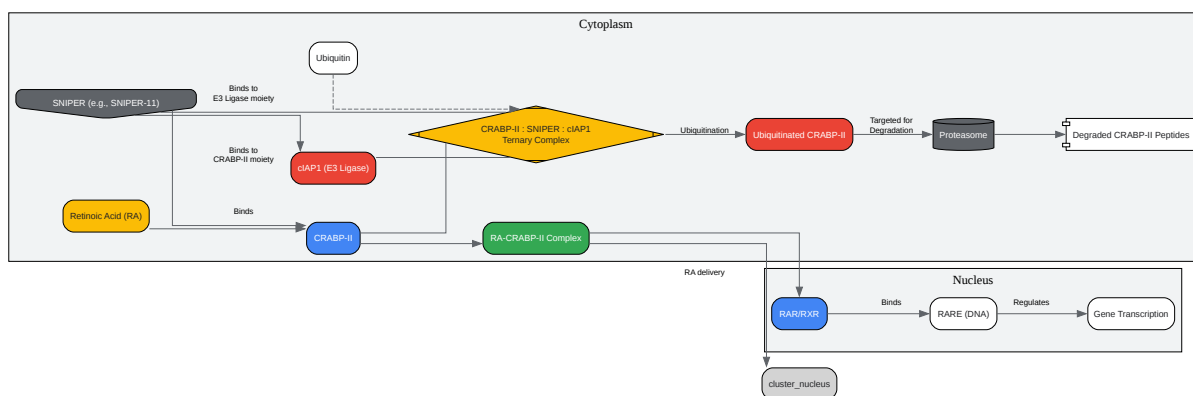 Cytoplasm
Ubiquitin
SNIPER (e.g., SNIPER-11)
Binds to
E3 Ligase moiety
CRABP-II : SNIPER : cIAP1
Ternary Complex
Ubiquitination
Ubiquitinated CRABP-II
Targeted for
Degradation
Proteasome
Degraded CRABP-II Peptides
Binds to
CRABP-II moiety
cIAP1 (E3 Ligase)
Retinoic Acid (RA)
Binds
CRABP-II
RA-CRABP-II Complex
RA delivery
Nucleus
RAR/RXR
Binds
RARE (DNA)
Regulates
Gene Transcription
cluster_nucleus